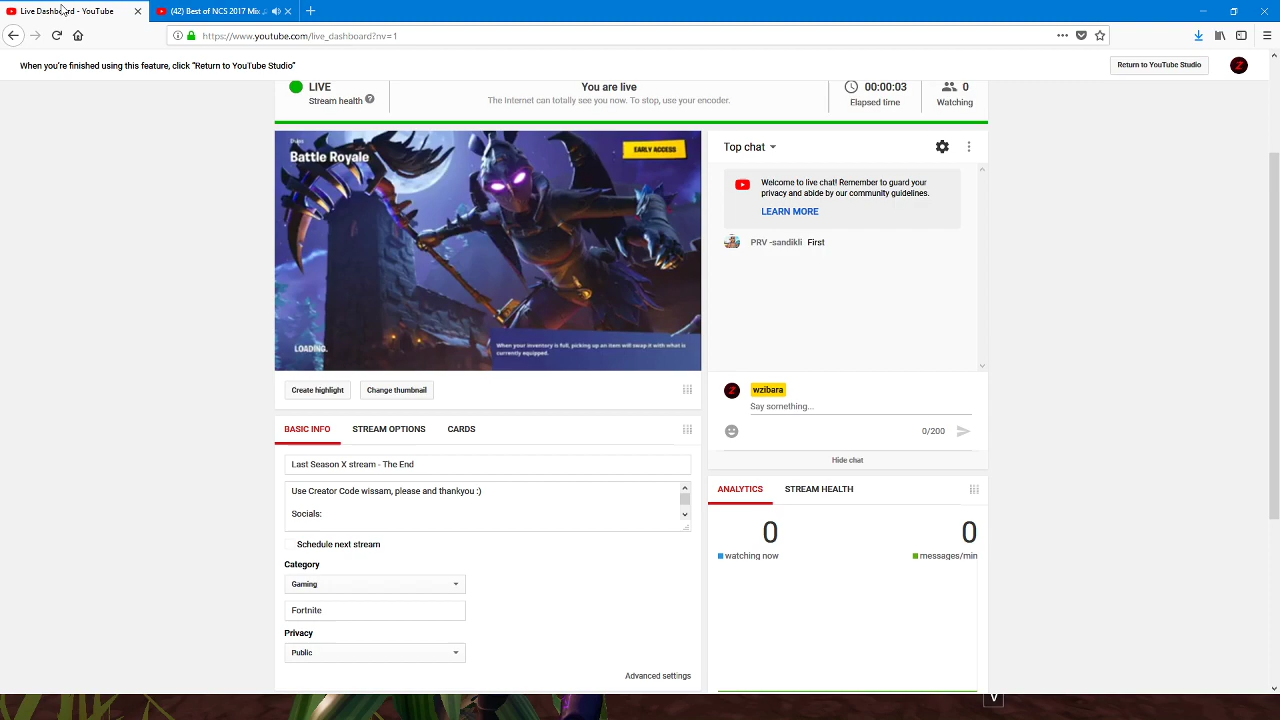 Live Dashboard - YouTube
(42) Best of NCS 2017 Mix
https://www.youtube.com/live_dashboard?nv=1
When you're finished using this feature, click "Return to YouTube Studio"
Return to YouTube Studio
LIVE
Stream health
You are live
The Internet can totally see you now. To stop, use your encoder.
00:00:03
Elapsed time
0
Watching
Battle Royale
EARLY ACCESS
LOADING.
When your inventory is full, picking up an item will swap it with what is
currently equipped.
Top chat
Welcome to live chat! Remember to guard your
privacy and abide by our community guidelines.
LEARN MORE
PRV -sandikli First
wzibara
Say something...
0/200
Hide chat
Create highlight
Change thumbnail
BASIC INFO
STREAM OPTIONS
CARDS
Last Season X stream - The End
Use Creator Code wissam, please and thankyou :)
Socials:
Schedule next stream
Category
Gaming
Fortnite
Privacy
Public
Advanced settings
ANALYTICS
STREAM HEALTH
0
watching now
0
messages/min